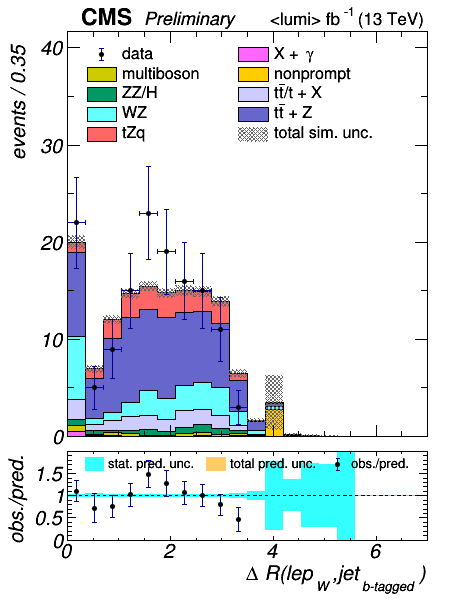 CMS Preliminary <lumi> fb⁻¹ (13 TeV)
events / 0.35
40
30
20
10
0
data
multiboson
ZZ/H
WZ
tZq
X + γ
nonprompt
tt̄/t + X
tt̄ + Z
total sim. unc.
obs./pred.
1.5
1
0.5
0
stat. pred. unc. total pred. unc. obs./pred.
0 2 4 6
Δ R(lep_W, jet_b-tagged)